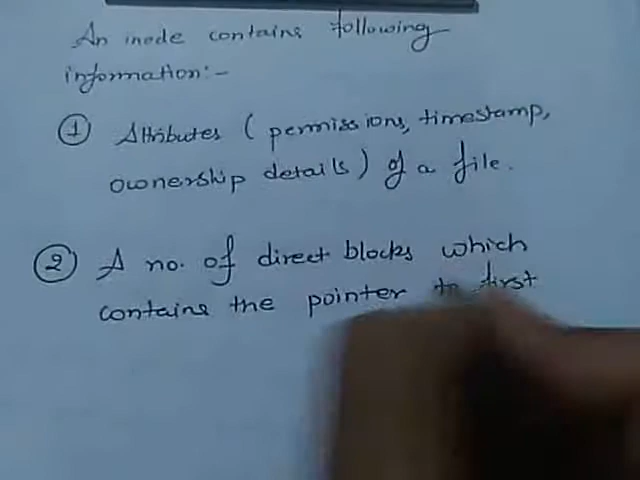 An inode contains following
information:-
① Attributes (permissions, timestamp,
ownership details) of a file.
② A no. of direct blocks which
contains the pointer to first